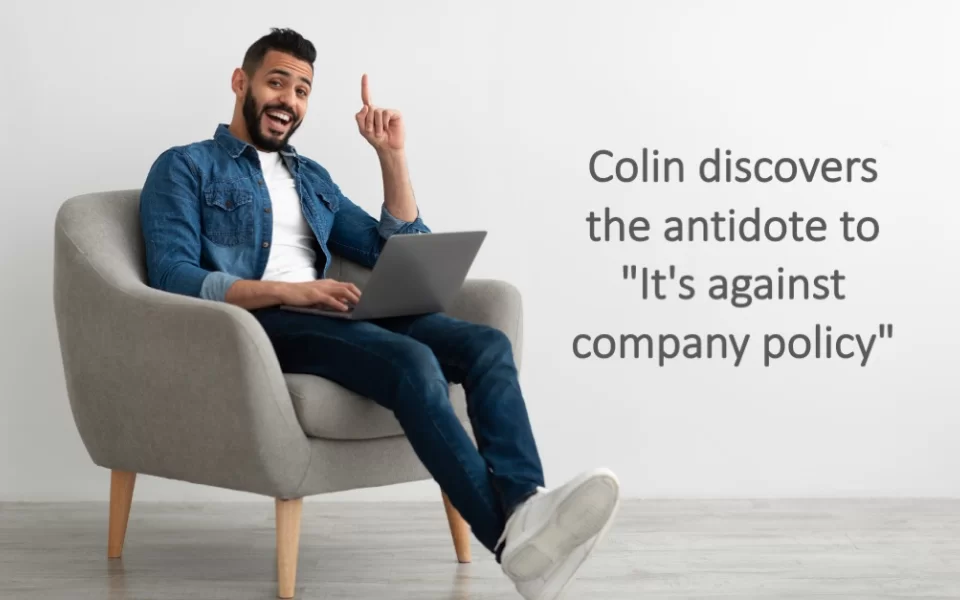 Colin discovers
the antidote to
"It's against
company policy"